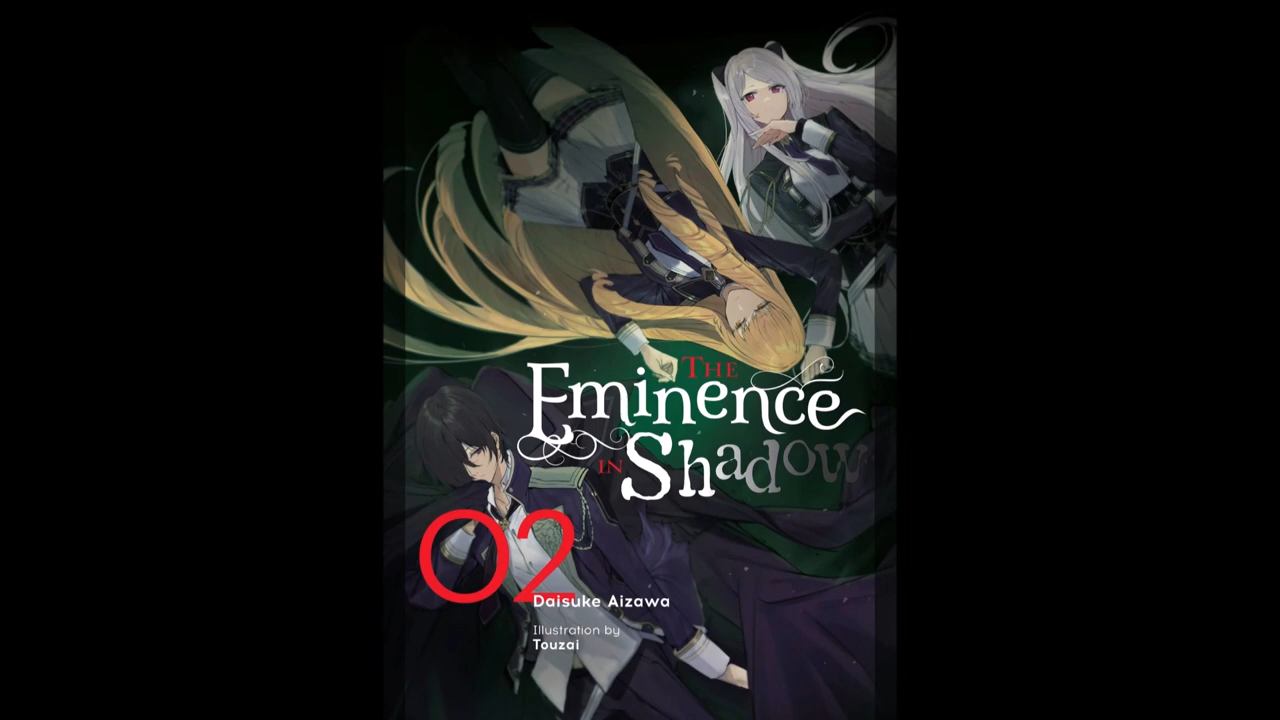 THE
Eminence
IN Shadow
02
Daisuke Aizawa
Illustration by
Touzai